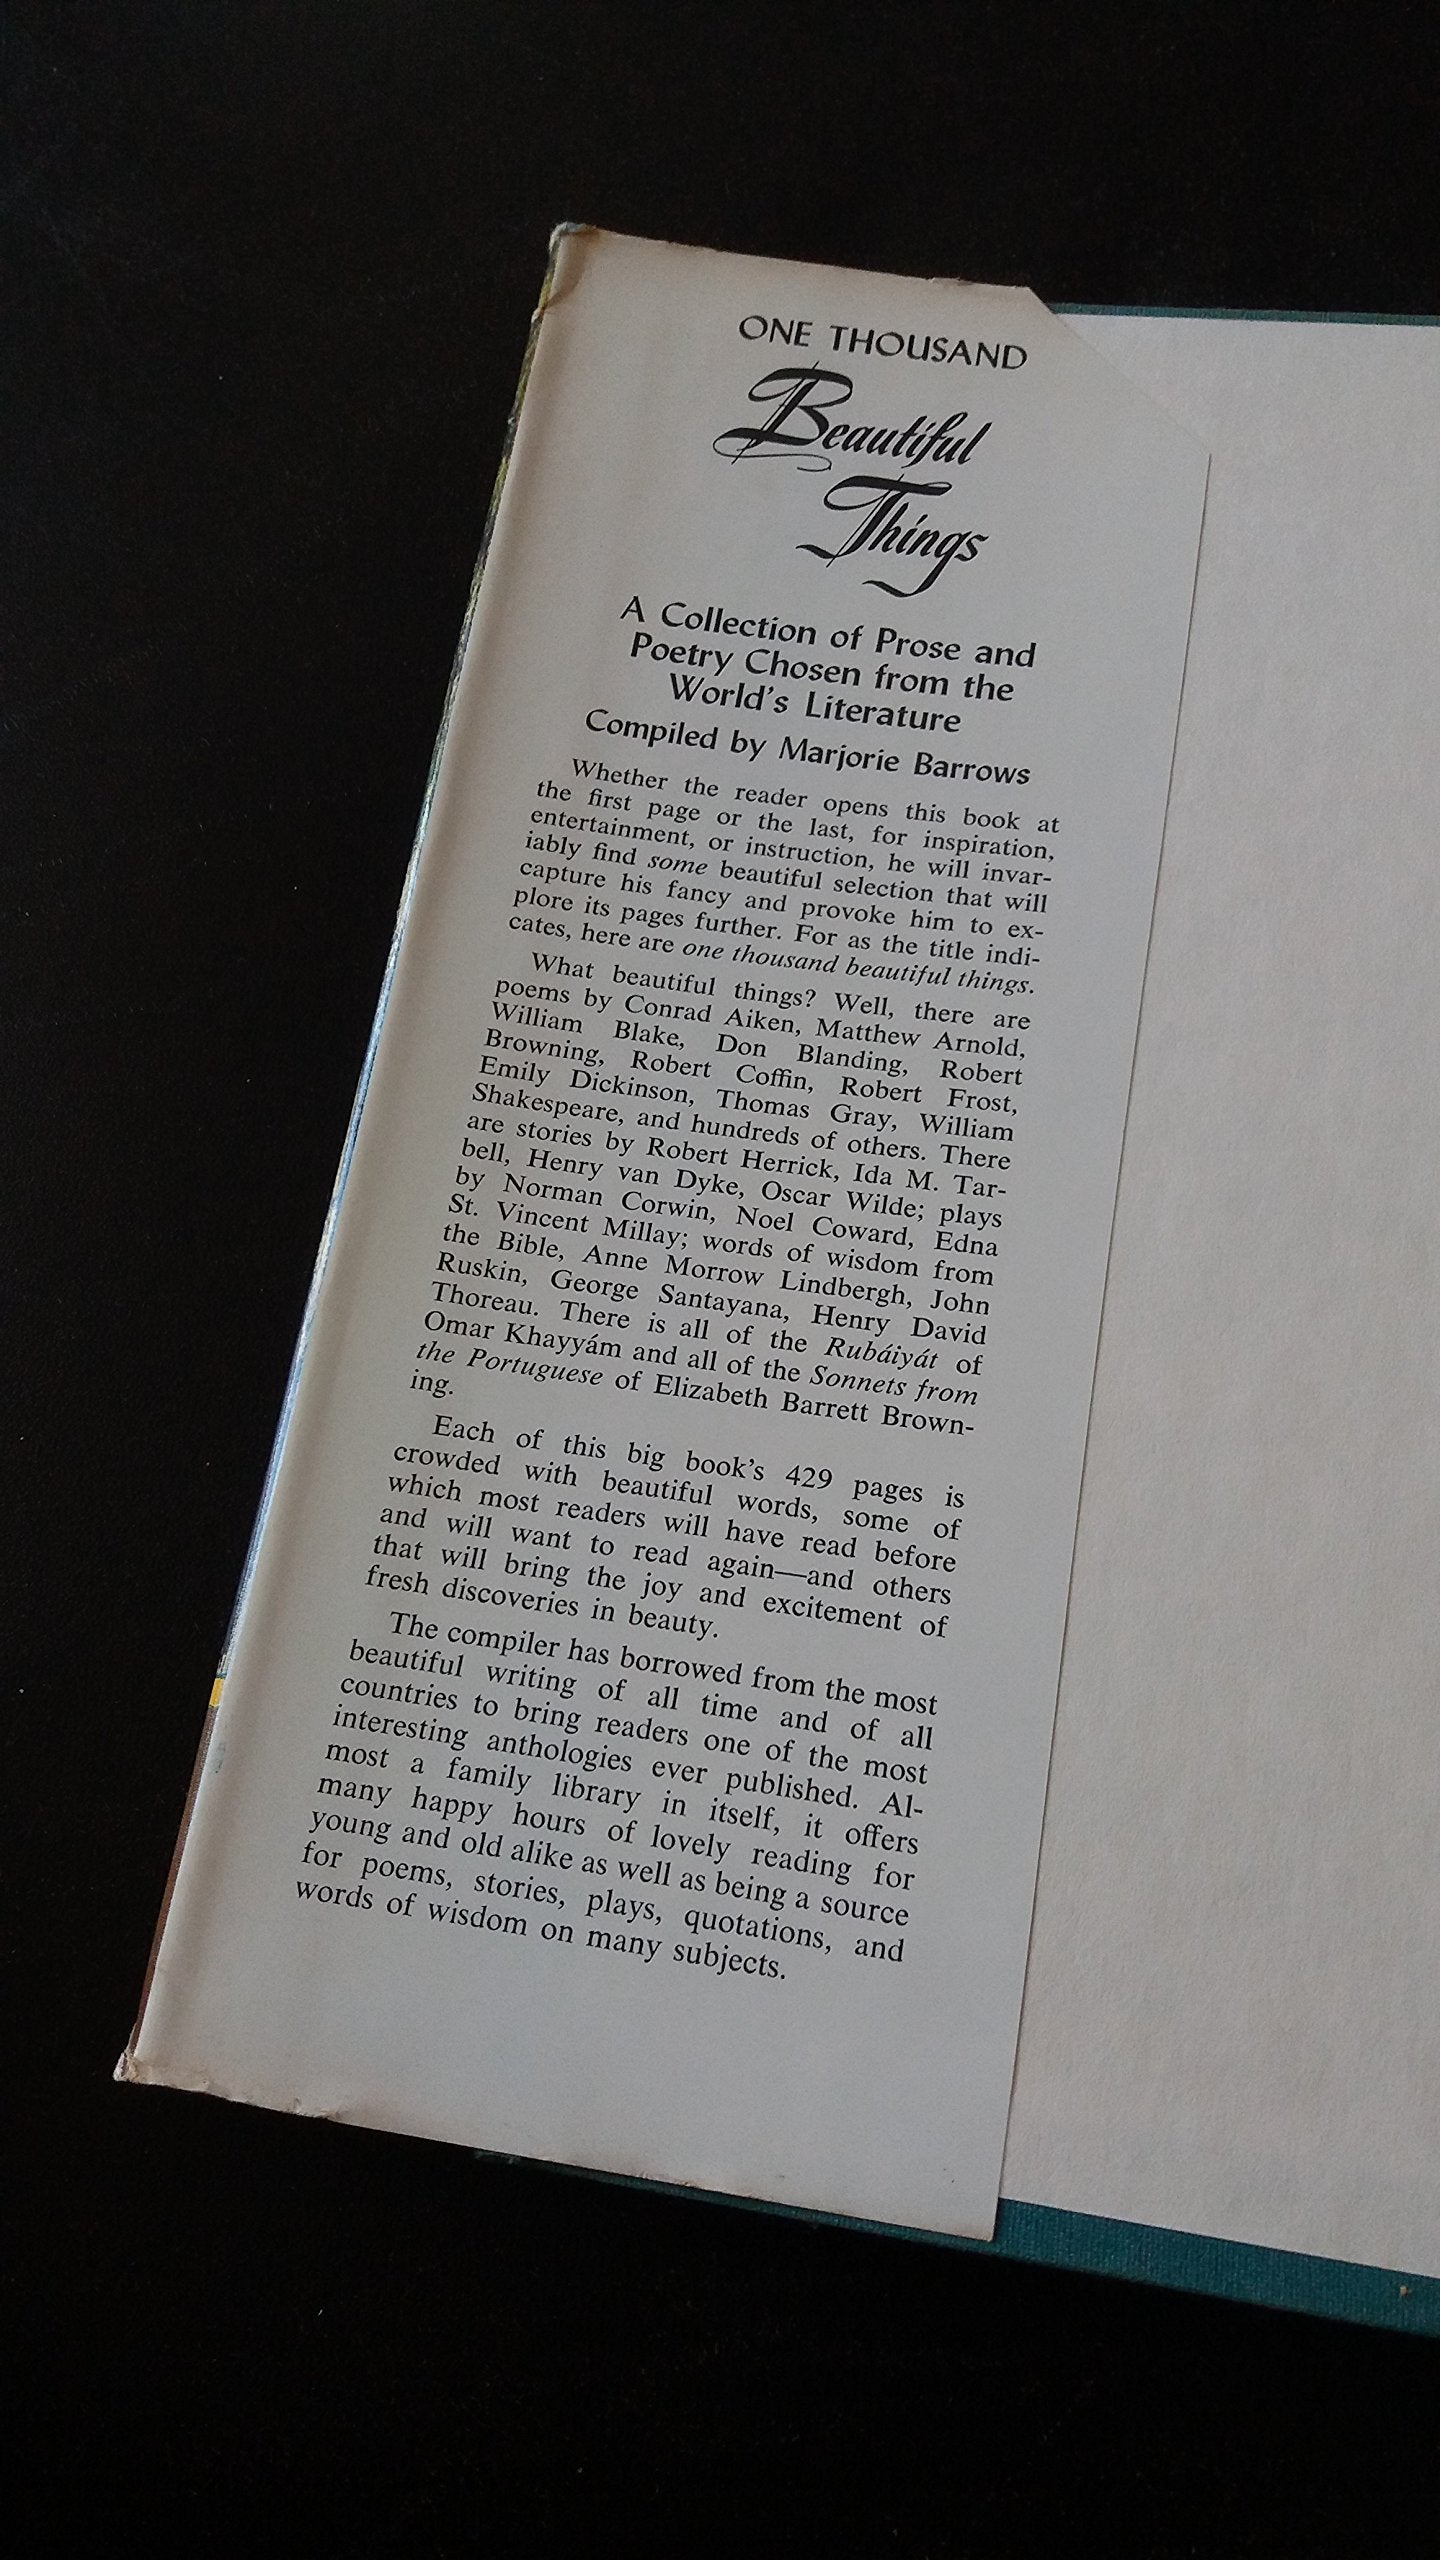 ONE THOUSAND
Beautiful
Things
A Collection of Prose and
Poetry Chosen from the
World's Literature
Compiled by Marjorie Barrows
Whether the reader opens this book at
the first page or the last, for inspiration,
entertainment, or instruction, he will invar-
iably find some beautiful selection that will
capture his fancy and provoke him to ex-
plore its pages further. For as the title indi-
cates, here are one thousand beautiful things.
What beautiful things? Well, there are
poems by Conrad Aiken, Matthew Arnold,
William Blake, Don Blanding, Robert
Browning, Robert Coffin, Robert Frost,
Emily Dickinson, Thomas Gray, William
Shakespeare, and hundreds of others. There
are stories by Robert Herrick, Ida M. Tar-
bell, Henry van Dyke, Oscar Wilde; plays
by Norman Corwin, Noel Coward, Edna
St. Vincent Millay; words of wisdom from
the Bible, Anne Morrow Lindbergh, John
Ruskin, George Santayana, Henry David
Thoreau. There is all of the Rubáiyát of
Omar Khayyám and all of the Sonnets from
the Portuguese of Elizabeth Barrett Brown-
ing.
Each of this big book's 429 pages is
crowded with beautiful words, some of
which most readers will have read before
and will want to read again—and others
that will bring the joy and excitement of
fresh discoveries in beauty.
The compiler has borrowed from the most
beautiful writing of all time and of all
countries to bring readers one of the most
interesting anthologies ever published. Al-
most a family library in itself, it offers
many happy hours of lovely reading for
young and old alike as well as being a source
for poems, stories, plays, quotations, and
words of wisdom on many subjects.